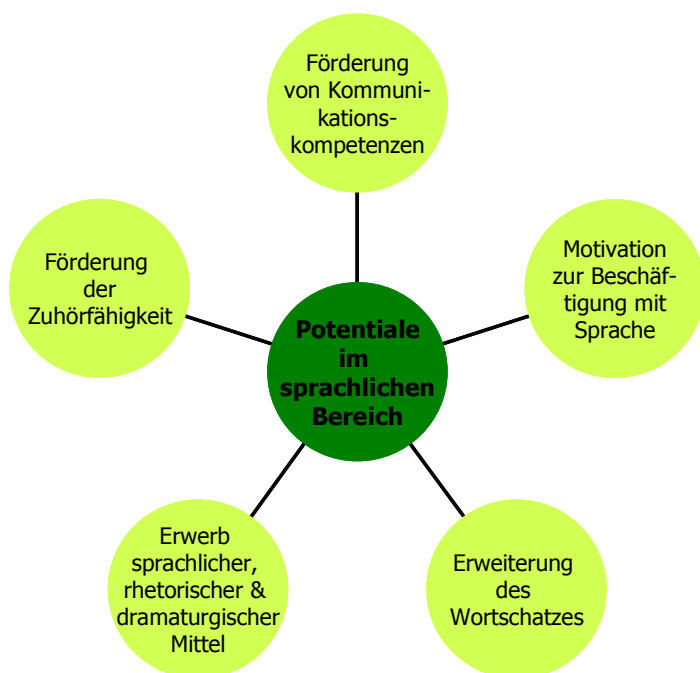 Förderung
von Kommuni-
kations-
kompetenzen
Förderung
der
Zuhörfähigkeit
Motivation
zur Beschäf-
tigung mit
Sprache
Potentiale
im
sprachlichen
Bereich
Erwerb
sprachlicher,
rhetorischer &
dramaturgischer
Mittel
Erweiterung
des
Wortschatzes